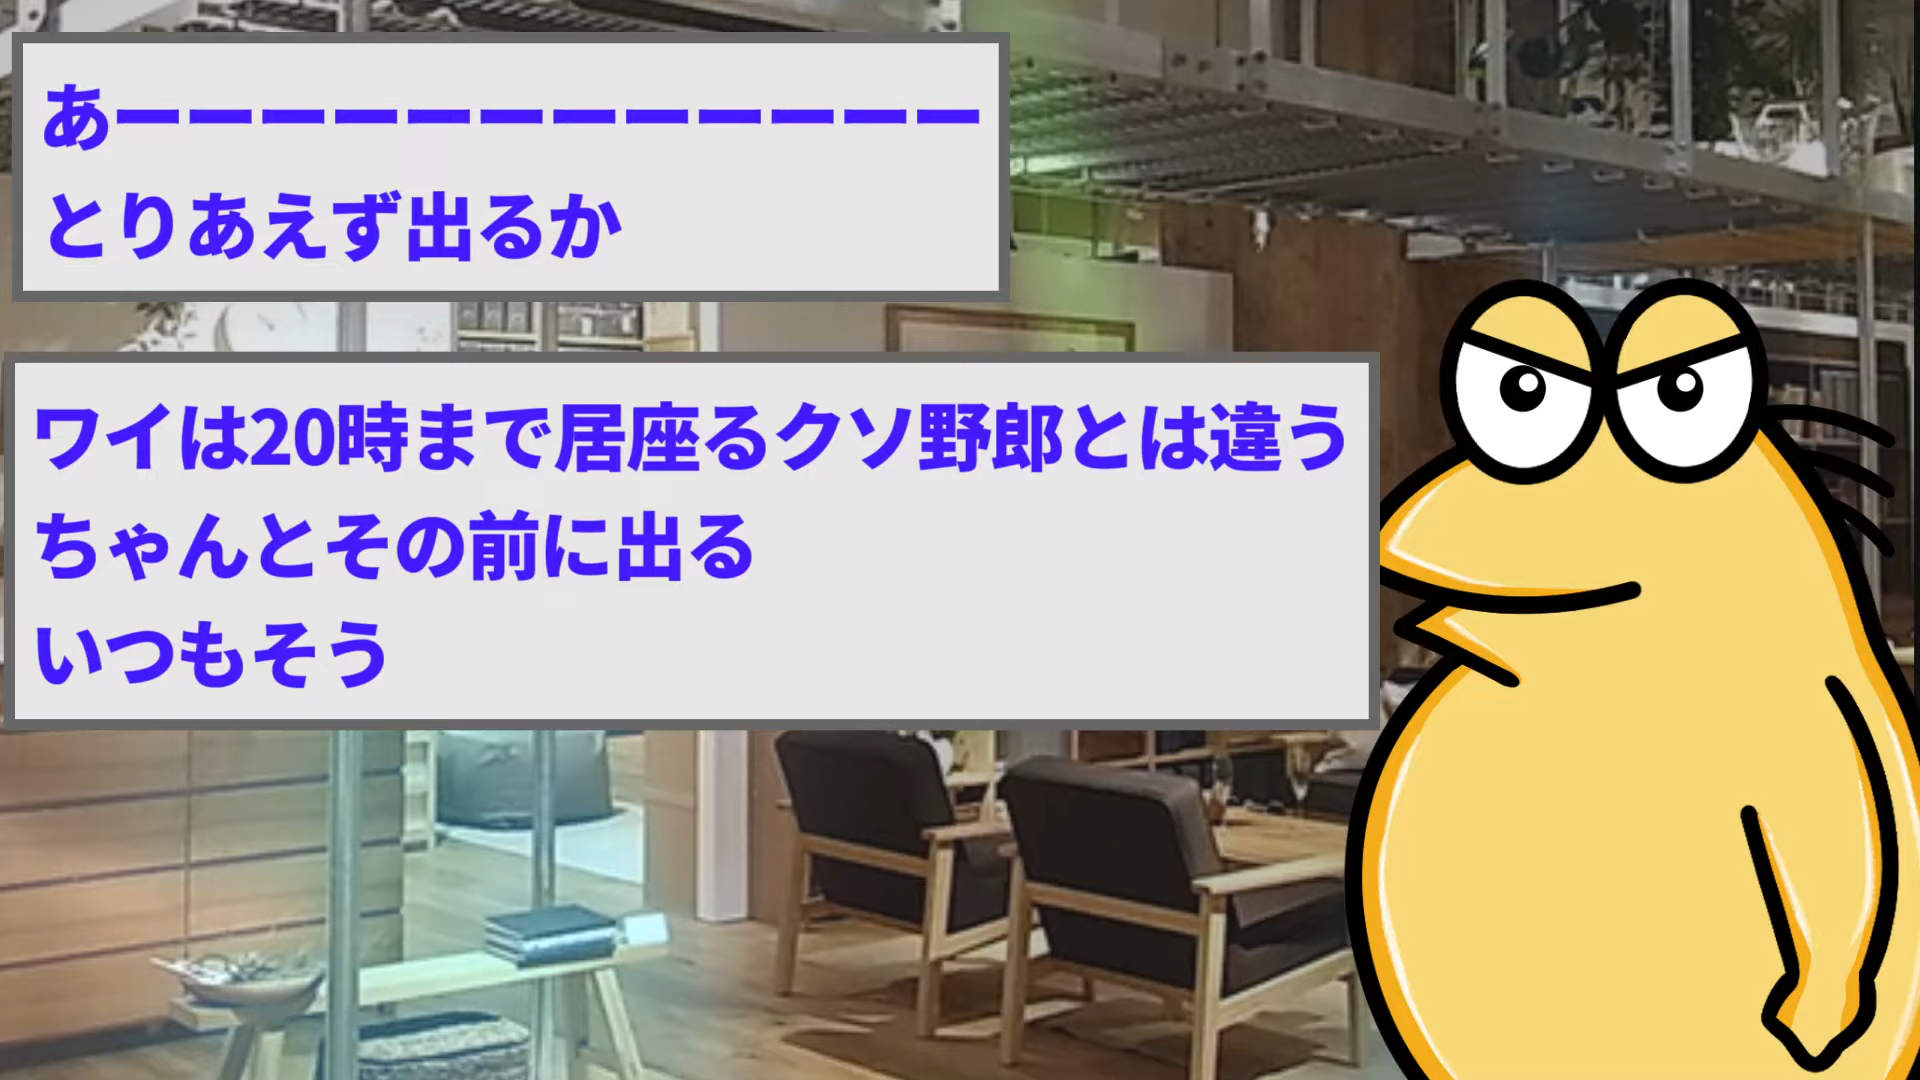 あーーーーーーーーーーーー
とりあえず出るか
ワイは20時まで居座るクソ野郎とは違う
ちゃんとその前に出る
いつもそう